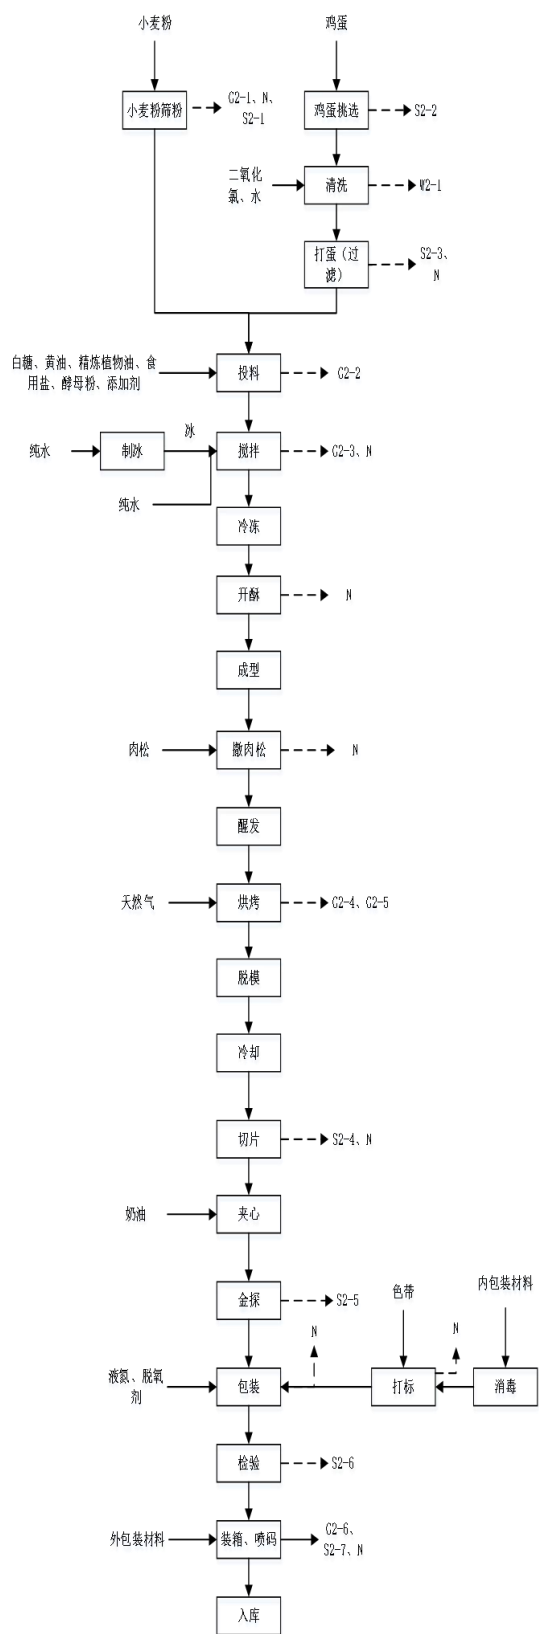 小麦粉
鸡蛋
小麦粉筛粉
G2-1、N、
S2-1
鸡蛋挑选
S2-2
二氧化
氯、水
清洗
W2-1
打蛋（过
滤）
S2-3、
N
白糖、黄油、精炼植物油、食
用盐、酵母粉、添加剂
投料
G2-2
纯水
制冰
冰
搅拌
G2-3、N
纯水
冷冻
开酥
N
成型
肉松
撒肉松
N
醒发
天然气
烘烤
G2-4、G2-5
脱模
冷却
切片
S2-4、N
奶油
夹心
金探
S2-5
色带
内包装材料
N
N
液氮、脱氧
剂
包装
打标
消毒
检验
S2-6
外包装材料
装箱、喷码
G2-6、
S2-7、N
入库